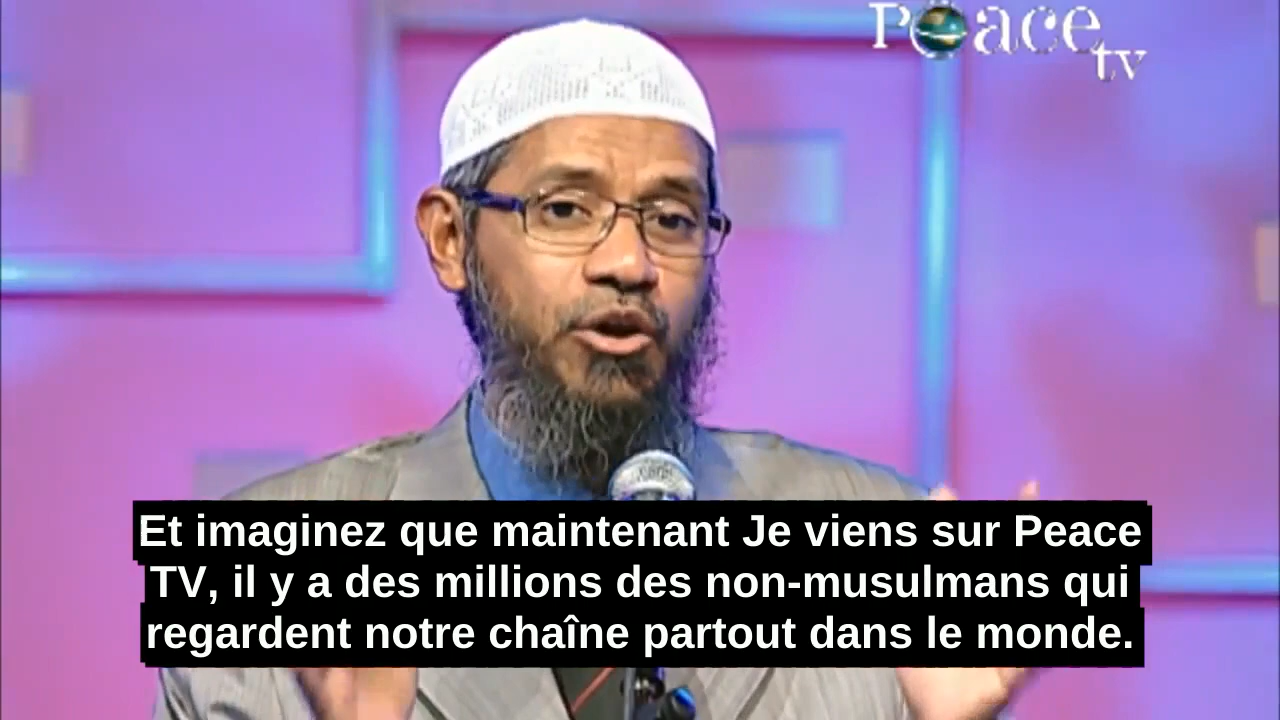 Peace
tv
Et imaginez que maintenant Je viens sur Peace
TV, il y a des millions des non-musulmans qui
regardent notre chaîne partout dans le monde.